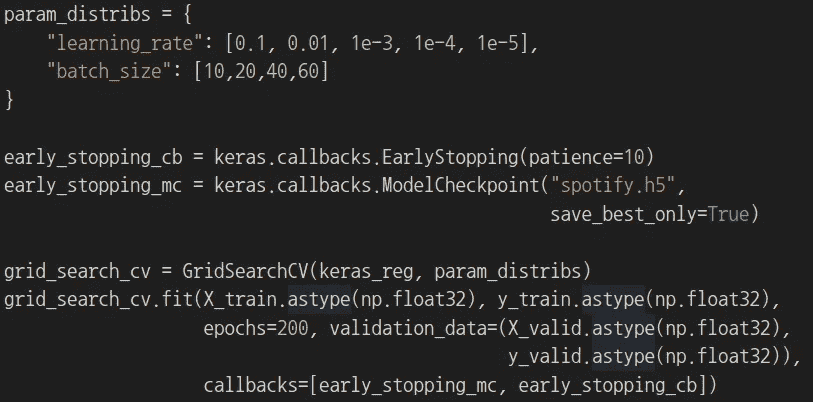 param_distribs = {
    "learning_rate": [0.1, 0.01, 1e-3, 1e-4, 1e-5],
    "batch_size": [10,20,40,60]
}

early_stopping_cb = keras.callbacks.EarlyStopping(patience=10)
early_stopping_mc = keras.callbacks.ModelCheckpoint("spotify.h5",
                                                    save_best_only=True)

grid_search_cv = GridSearchCV(keras_reg, param_distribs)
grid_search_cv.fit(X_train.astype(np.float32), y_train.astype(np.float32),
                   epochs=200, validation_data=(X_valid.astype(np.float32),
                                                y_valid.astype(np.float32)),
                   callbacks=[early_stopping_mc, early_stopping_cb])